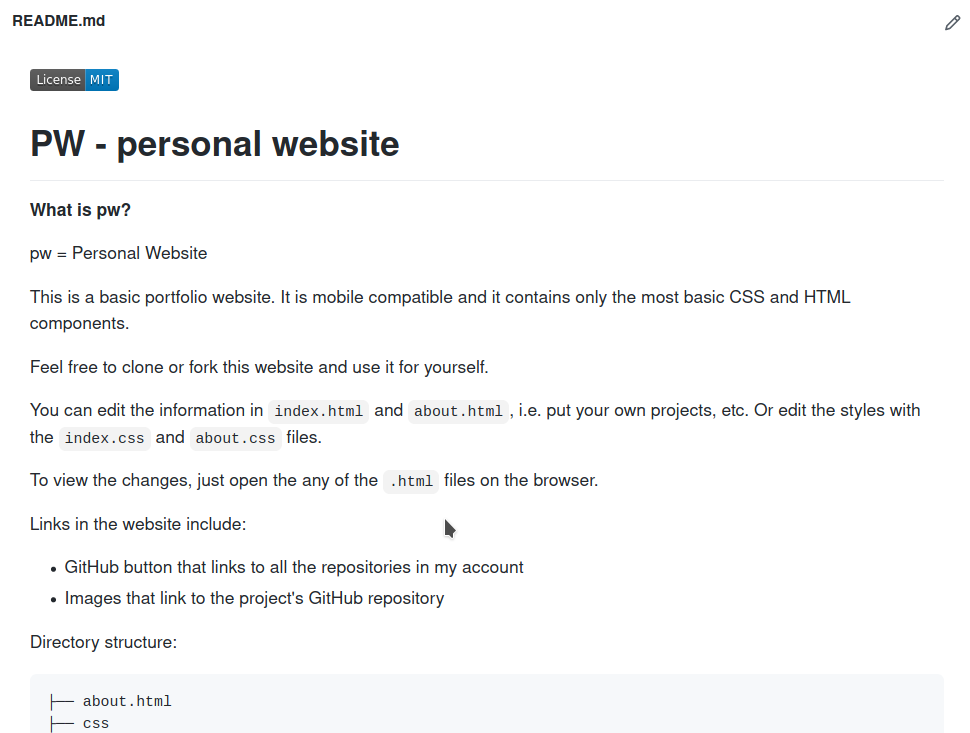 README.md
License MIT
PW - personal website
What is pw?
pw = Personal Website
This is a basic portfolio website. It is mobile compatible and it contains only the most basic CSS and HTML
components.
Feel free to clone or fork this website and use it for yourself.
You can edit the information in index.html and about.html, i.e. put your own projects, etc. Or edit the styles with
the index.css and about.css files.
To view the changes, just open the any of the .html files on the browser.
Links in the website include:
• GitHub button that links to all the repositories in my account
• Images that link to the project's GitHub repository
Directory structure:
├── about.html
├── css